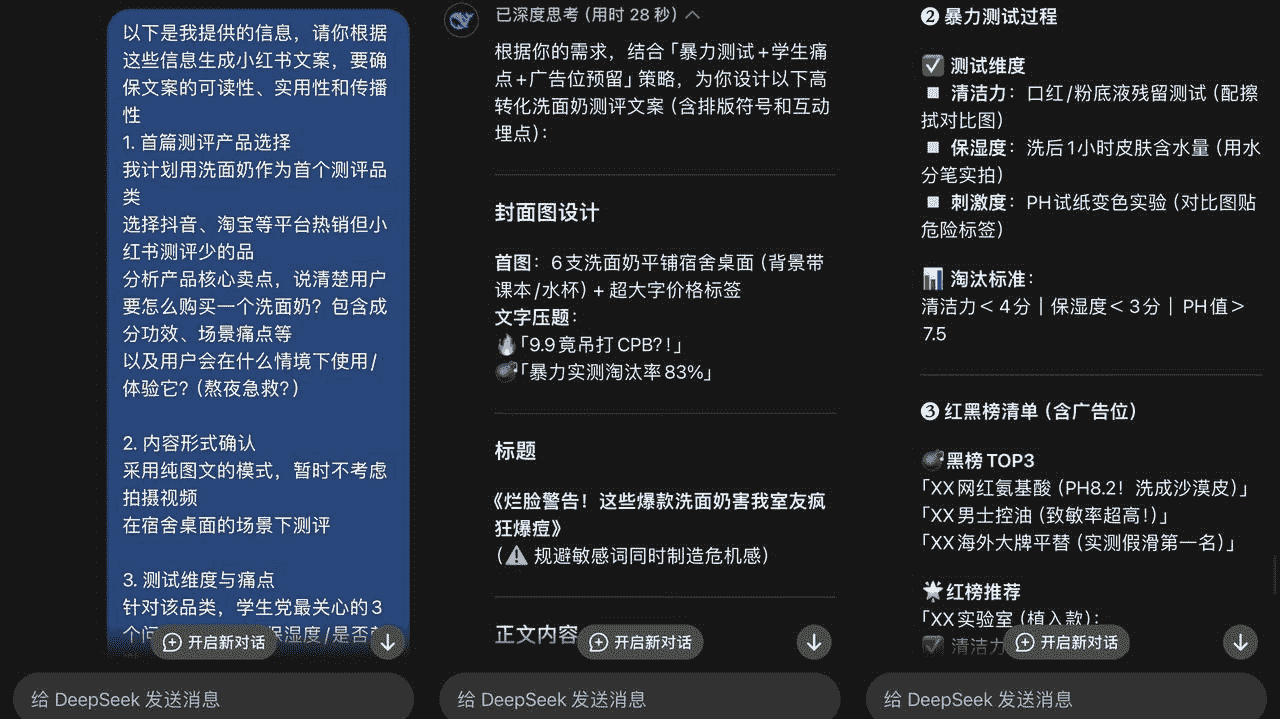 以下是我提供的信息，请你根据
这些信息生成小红书文案，要确
保文案的可读性、实用性和传播
性
1. 首篇测评产品选择
我计划用洗面奶作为首个测评品
类
选择抖音、淘宝等平台热销但小
红书测评少的品
分析产品核心卖点，说清楚用户
要怎么购买一个洗面奶？包含成
分功效、场景痛点等
以及用户会在什么情境下使用/
体验它？(熬夜急救？)
2. 内容形式确认
采用纯图文的模式，暂时不考虑
拍摄视频
在宿舍桌面的场景下测评
3. 测试维度与痛点
针对该品类，学生党最关心的3
个问
保湿度/是否
开启新对话
给 DeepSeek 发送消息
已深度思考 (用时 28 秒)
根据你的需求，结合「暴力测试+学生痛
点+广告位预留」策略，为你设计以下高
转化洗面奶测评文案 (含排版符号和互动
埋点)：
封面图设计
首图：6支洗面奶平铺宿舍桌面 (背景带
课本/水杯) + 超大字价格标签
文字压题：
🔥「9.9竟吊打CPB？!」
💣「暴力实测淘汰率83%」
标题
《烂脸警告！这些爆款洗面奶害我室友疯
狂爆痘》
(⚠️ 规避敏感词同时制造危机感)
正文内容
开启新对话
给 DeepSeek 发送消息
❷ 暴力测试过程
☑ 测试维度
▫️ 清洁力：口红/粉底液残留测试 (配擦
拭对比图)
▫️ 保湿度：洗后1小时皮肤含水量 (用水
分笔实拍)
▫️ 刺激度：PH试纸变色实验 (对比图贴
危险标签)
📊 淘汰标准：
清洁力＜4分｜保湿度＜3分｜PH值＞
7.5
❸ 红黑榜清单 (含广告位)
💣黑榜TOP3
「XX网红氨基酸 (PH8.2！洗成沙漠皮)」
「XX男士控油 (致敏率超高！)」
「XX海外大牌平替 (实测假滑第一名)」
🌟红榜推荐
「XX实验室 (植入款)：
☑ 清洁力
开启新对话
给 DeepSeek 发送消息